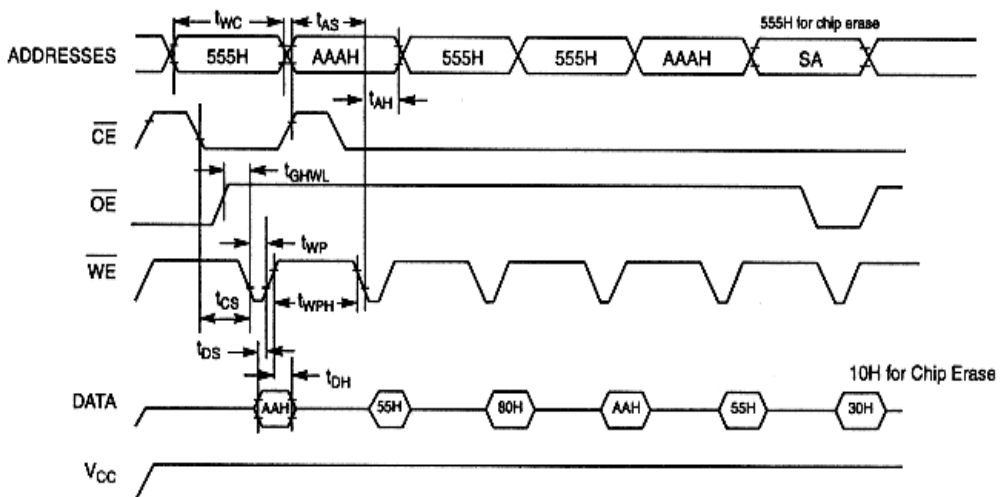 tWC
tAS
555H for chip erase
ADDRESSES
555H
AAAH
555H
555H
AAAH
SA
tAH
CE
tGHWL
OE
tWP
WE
tCS
tWPH
tDS
tDH
10H for Chip Erase
DATA
AAH
55H
80H
AAH
55H
30H
VCC